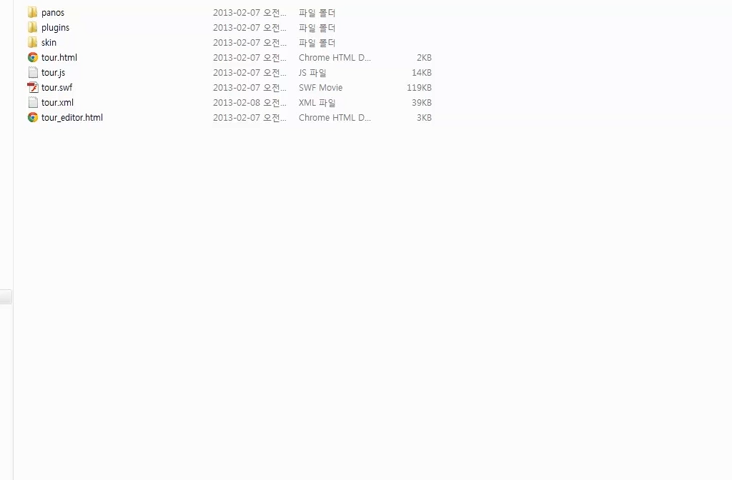 panos 2013-02-07 오전... 파일 폴더
plugins 2013-02-07 오전... 파일 폴더
skin 2013-02-07 오전... 파일 폴더
tour.html 2013-02-07 오전... Chrome HTML D... 2KB
tour.js 2013-02-07 오전... JS 파일 14KB
tour.swf 2013-02-07 오전... SWF Movie 119KB
tour.xml 2013-02-08 오전... XML 파일 39KB
tour_editor.html 2013-02-07 오전... Chrome HTML D... 3KB